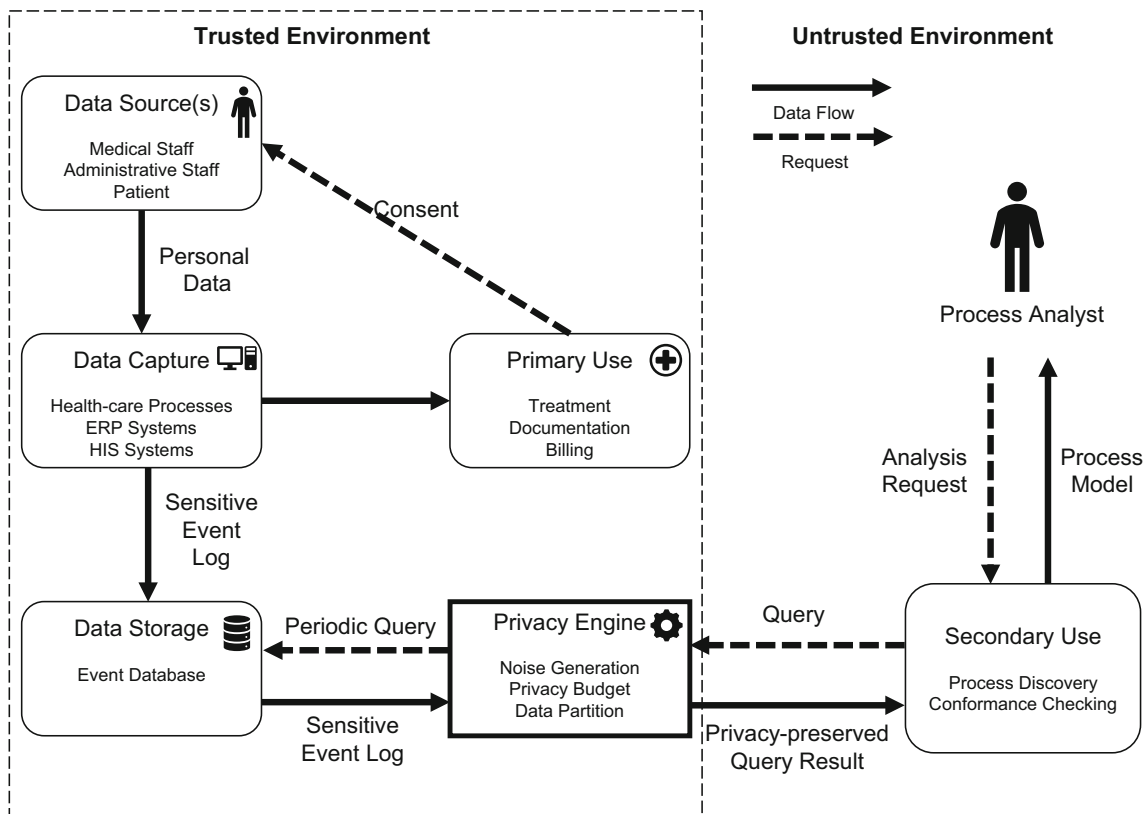 Trusted Environment
Untrusted Environment
Data Source(s)
Medical Staff
Administrative Staff
Patient
Data Flow
Request
Consent
Personal
Data
Process Analyst
Data Capture
Health-care Processes
ERP Systems
HIS Systems
Primary Use
Treatment
Documentation
Billing
Analysis
Request
Process
Model
Sensitive
Event
Log
Data Storage
Event Database
Periodic Query
Sensitive
Event Log
Privacy Engine
Noise Generation
Privacy Budget
Data Partition
Query
Privacy-preserved
Query Result
Secondary Use
Process Discovery
Conformance Checking